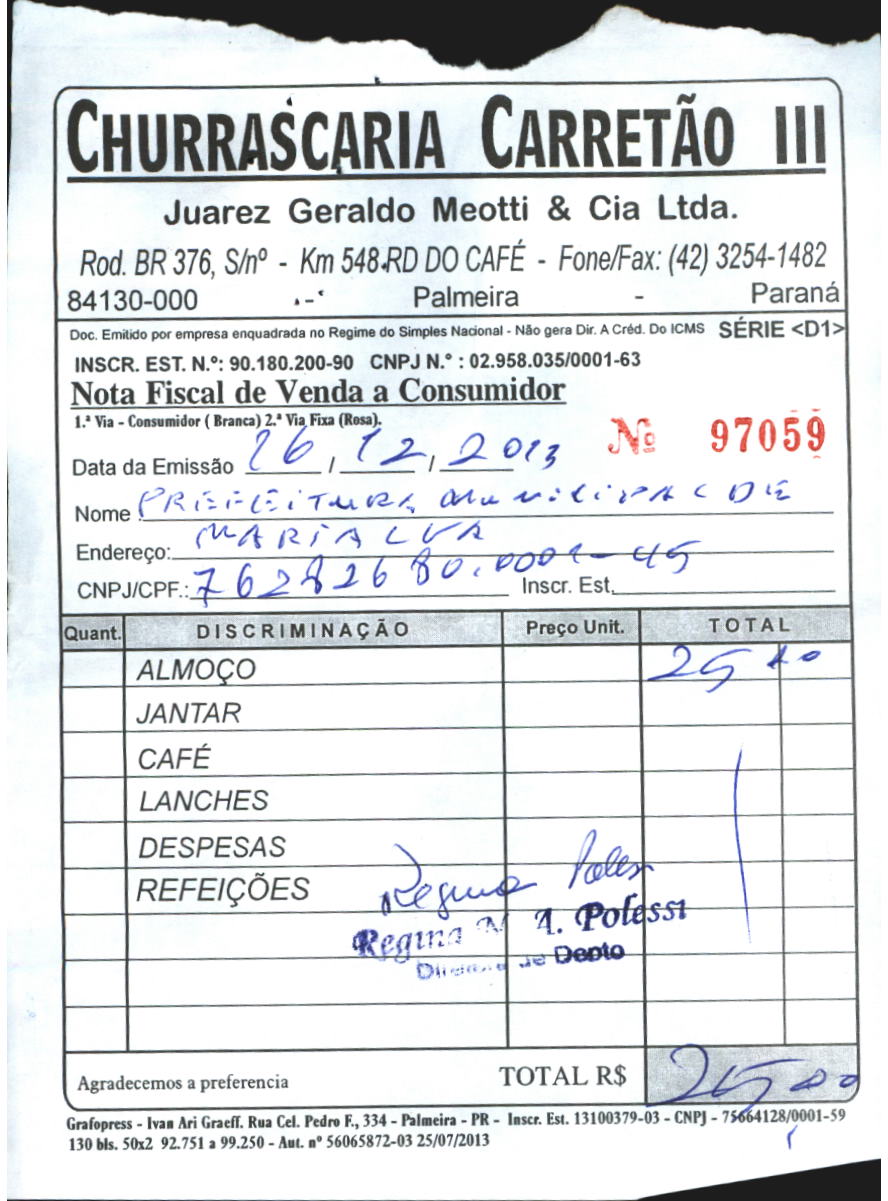 CHURRASCARIA CARRETÃO III
Juarez Geraldo Meotti & Cia Ltda.
Rod. BR 376, S/nº - Km 548-RD DO CAFÉ - Fone/Fax: (42) 3254-1482
84130-000 - Palmeira - Paraná
Doc. Emitido por empresa enquadrada no Regime do Simples Nacional - Não gera Dir. A Créd. Do ICMS SÉRIE <D1>
INSCR. EST. N.º: 90.180.200-90 CNPJ N.º : 02.958.035/0001-63
Nota Fiscal de Venda a Consumidor
1.ª Via - Consumidor ( Branca) 2.ª Via Fixa (Rosa).
Nº 97059
Data da Emissão 16 / 12 / 2013
Nome PREFEITURA MUNICIPAL DE
Endereço: MARIALVA
CNPJ/CPF.: 76282680.0001-45 Inscr. Est.
Quant. DISCRIMINAÇÃO Preço Unit. TOTAL
ALMOÇO 25
JANTAR
CAFÉ
LANCHES
DESPESAS
REFEIÇÕES
Regina
Regina A. Polessi
Depto
Agradecemos a preferencia TOTAL R$ 25,00
Grafopress - Ivan Ari Graeff. Rua Cel. Pedro F., 334 - Palmeira - PR - Inscr. Est. 13100379-03 - CNPJ - 75664128/0001-59
130 bls. 50x2 92.751 a 99.250 - Aut. nº 56065872-03 25/07/2013